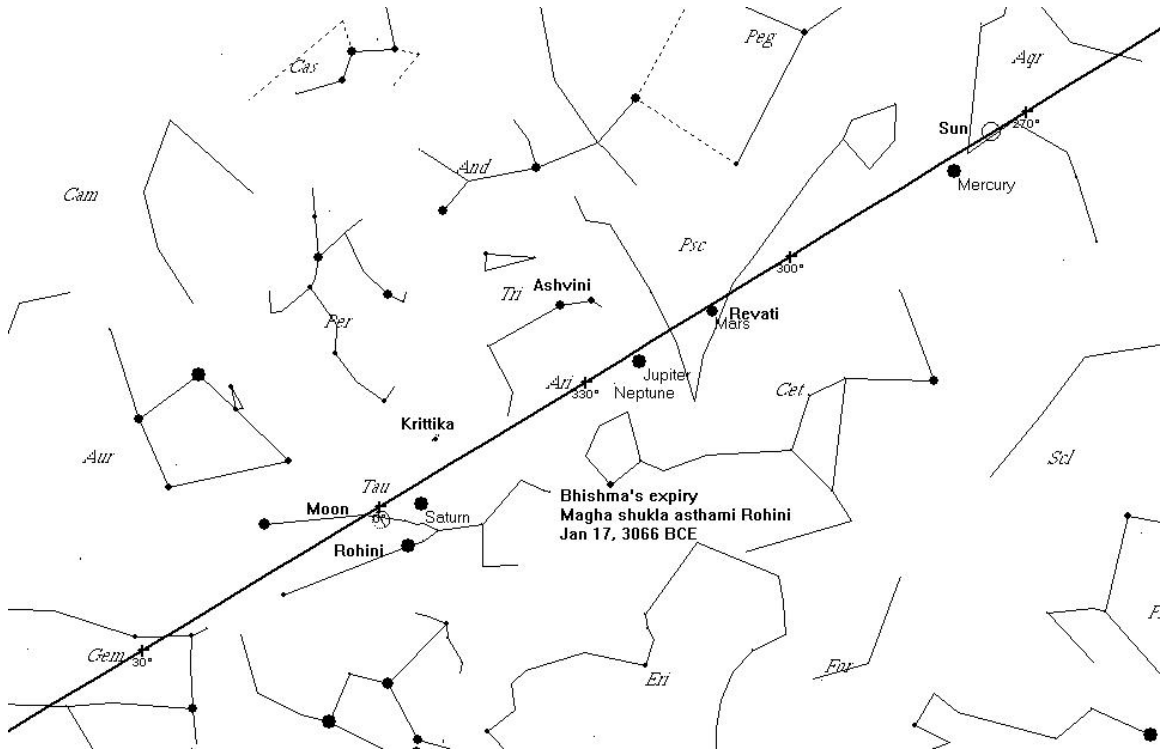 Peg
Cas
Aqr
Sun
270°
And
Mercury
Cam
Psc
300°
Ashvini
Tri
Revati
Mars
Per
Jupiter
Ari
330°
Neptune
Cet
Krittika
Aur
Scl
Tau
Bhishma's expiry
Moon
0°
Saturn
Magha shukla asthami Rohini
Jan 17, 3066 BCE
Rohini
Gem
30°
Eri
For